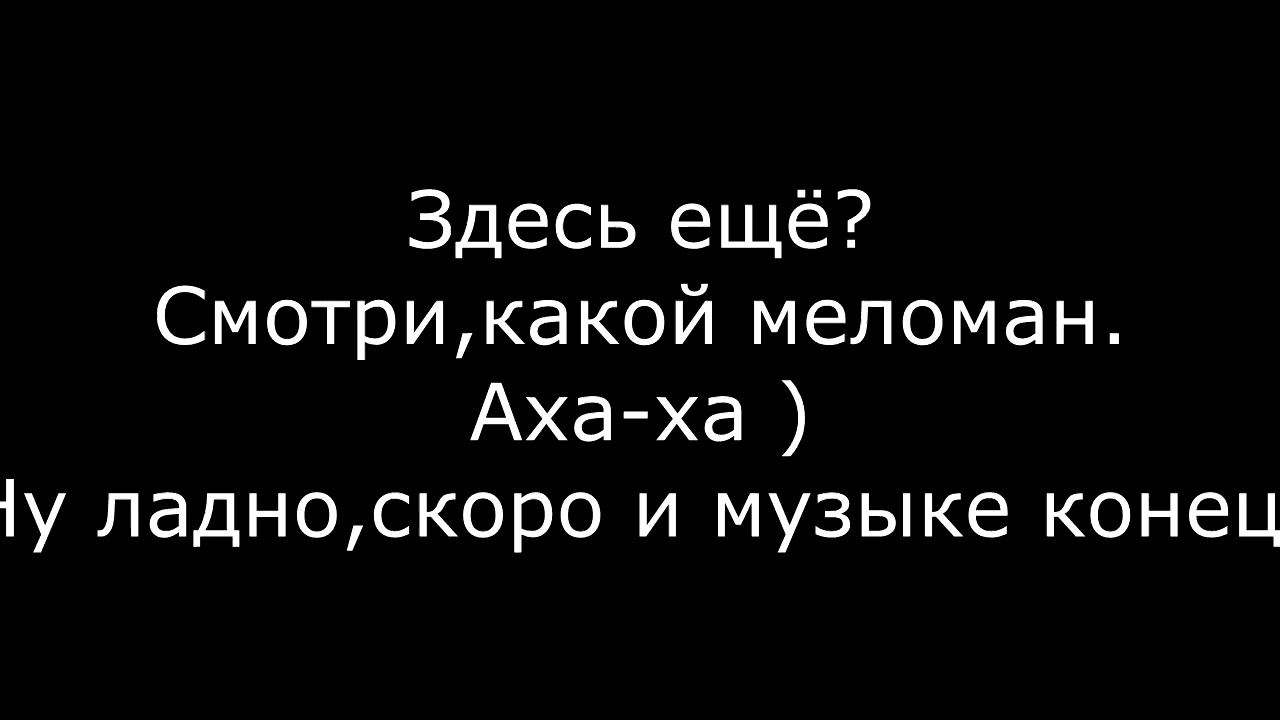 Здесь ещё?
Смотри,какой меломан.
Аха-ха )
Ну ладно,скоро и музыке конец